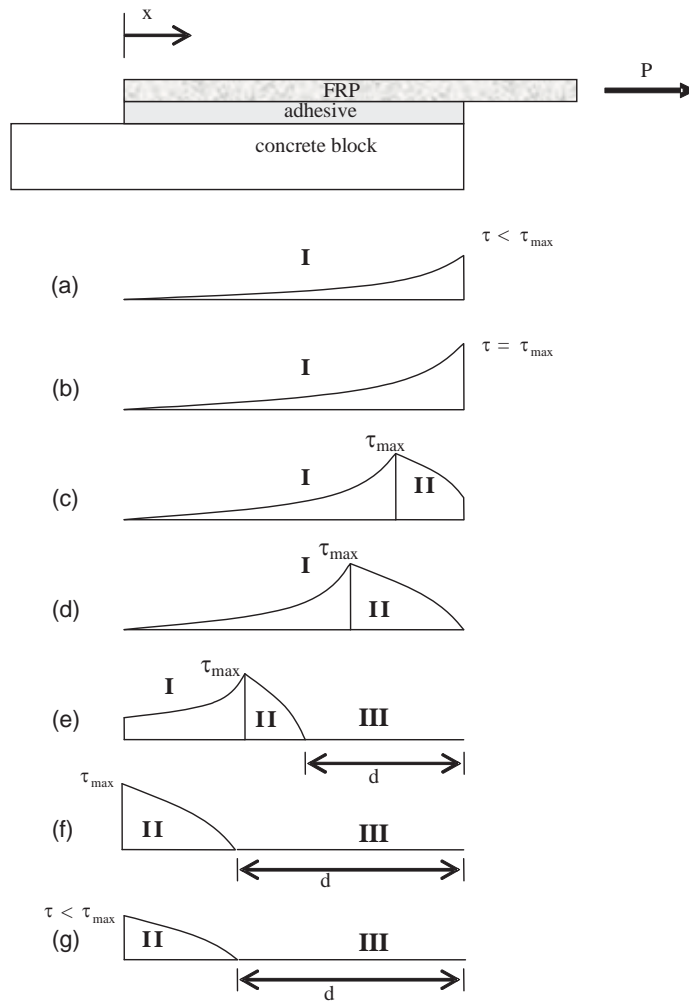 x
P
FRP
adhesive
concrete block
τ < τmax
I
(a)
τ = τmax
I
(b)
τmax
I
II
(c)
τmax
I
II
(d)
τmax
I
II
III
(e)
d
τmax
II
III
(f)
d
τ < τmax
II
III
(g)
d